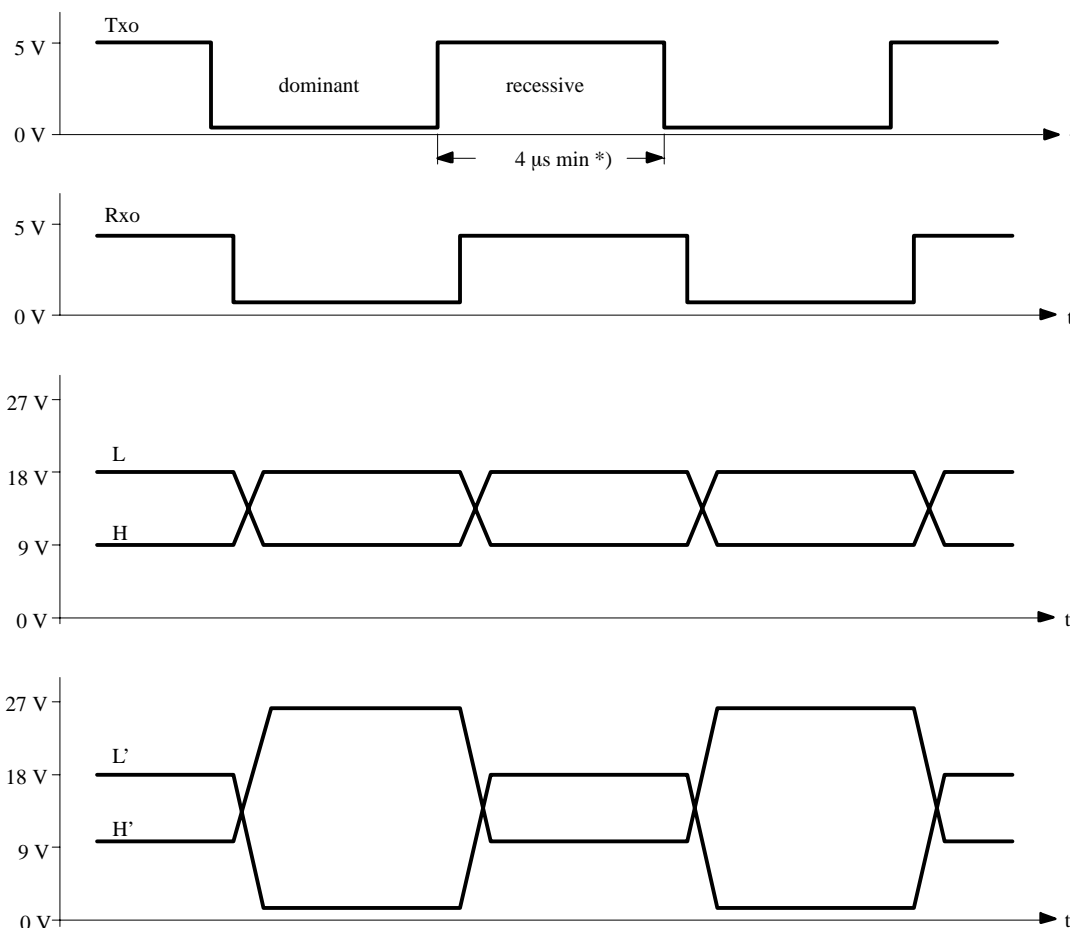 Txo
5 V
dominant
recessive
0 V
4 µs min *)
Rxo
5 V
0 V
t
27 V
L
18 V
H
9 V
0 V
t
27 V
L’
18 V
H’
9 V
0 V
t